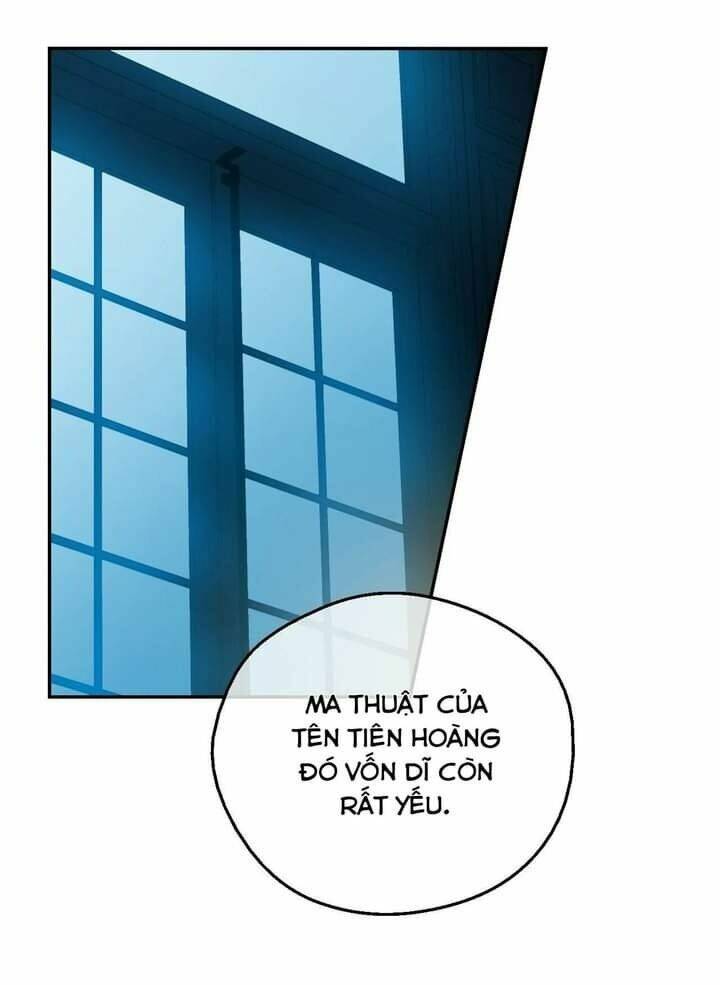 MA THUẬT CỦA
TÊN TIÊN HOÀNG
ĐÓ VỐN DĨ CÒN
RẤT YẾU.